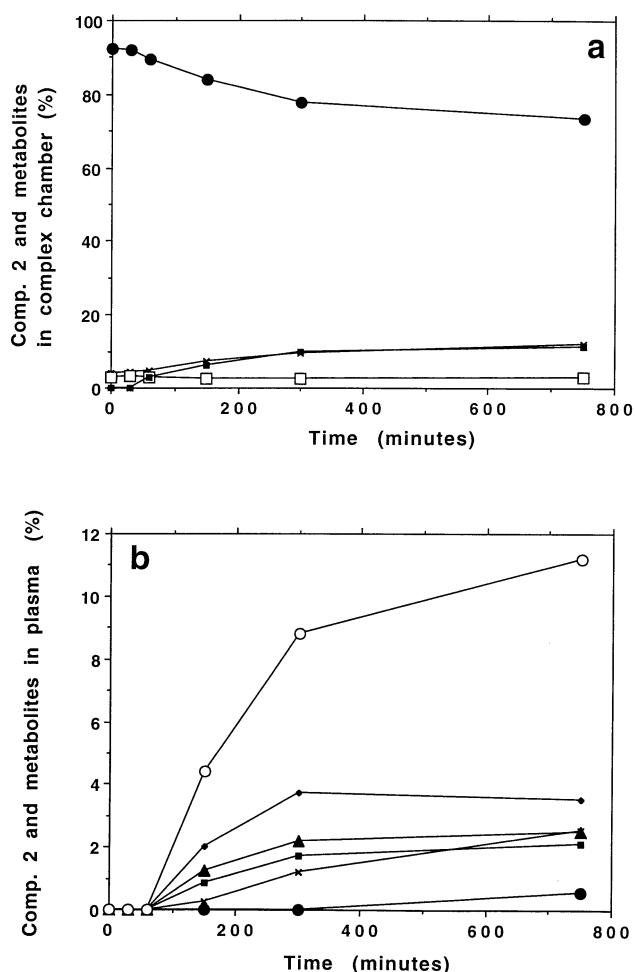 100
80
60
40
20
0
a
Comp. 2 and metabolites
in complex chamber (%)
0 200 400 600 800
Time (minutes)
12
10
8
6
4
2
0
b
Comp. 2 and metabolites in plasma (%)
0 200 400 600 800
Time (minutes)